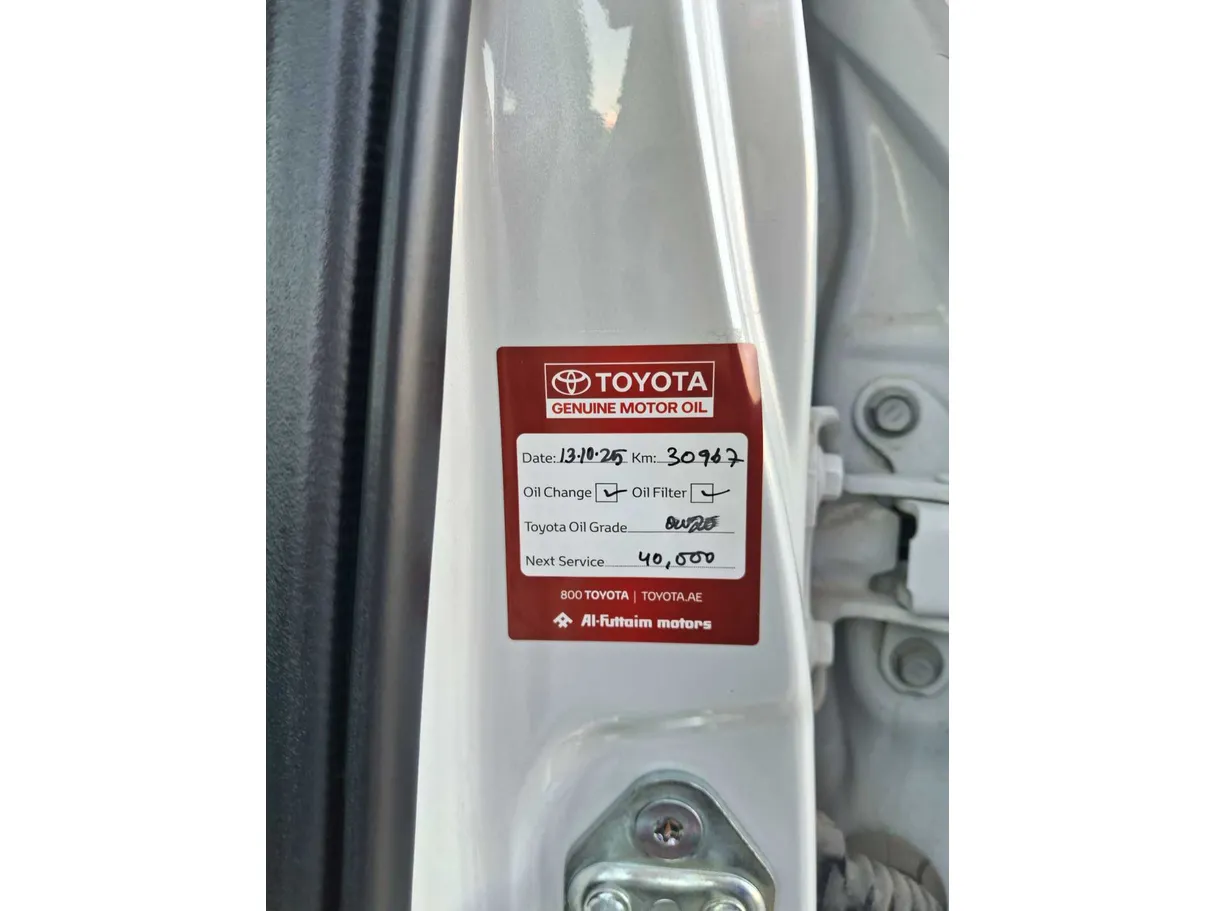 TOYOTA
GENUINE MOTOR OIL
Date: 13.10.25 Km: 30967
Oil Change ✓ Oil Filter ✓
Toyota Oil Grade 0W20
Next Service 40,000
800 TOYOTA | TOYOTA.AE
Al-Futtaim motors